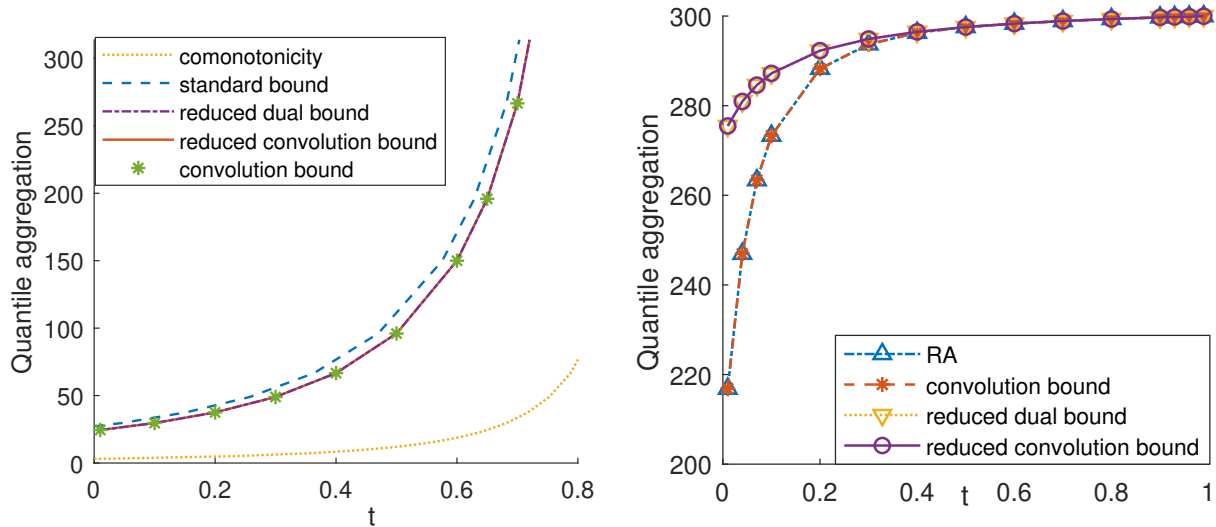 Quantile aggregation
300
250
200
150
100
50
0
comonotonicity
standard bound
reduced dual bound
reduced convolution bound
convolution bound
0 0.2 0.4 0.6 0.8
t
Quantile aggregation
300
280
260
240
220
200
RA
convolution bound
reduced dual bound
reduced convolution bound
0 0.2 0.4 0.6 0.8 1
t